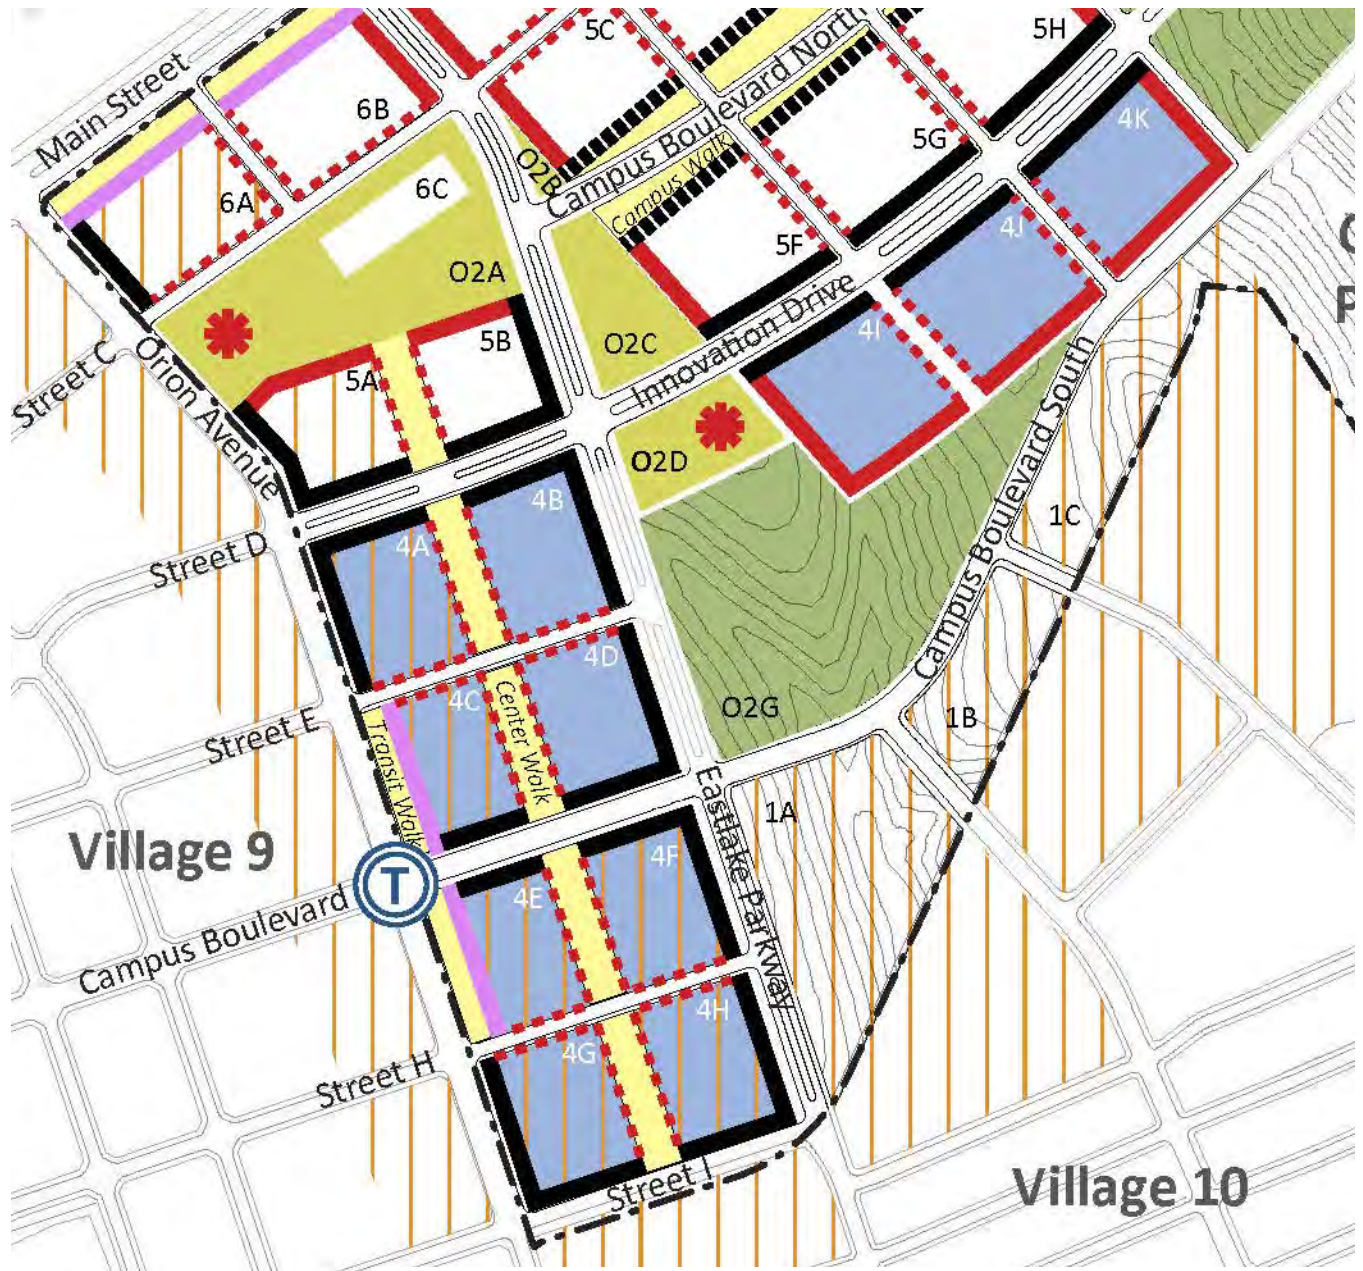 5C
5H
Main Street
6B
Campus Boulevard North
4K
5G
O2B
Campus Walk
6C
6A
4J
5F
O2A
5B
O2C
4I
Innovation Drive
Street C
Orion Avenue
5A
O2D
Campus Boulevard South
4B
1C
4A
Street D
4D
4C
Center Walk
O2G
1B
Street E
Transit Walk
1A
Village 9
4F
Eastlake Parkway
T
4E
Campus Boulevard
4H
4G
Street H
Street I
Village 10